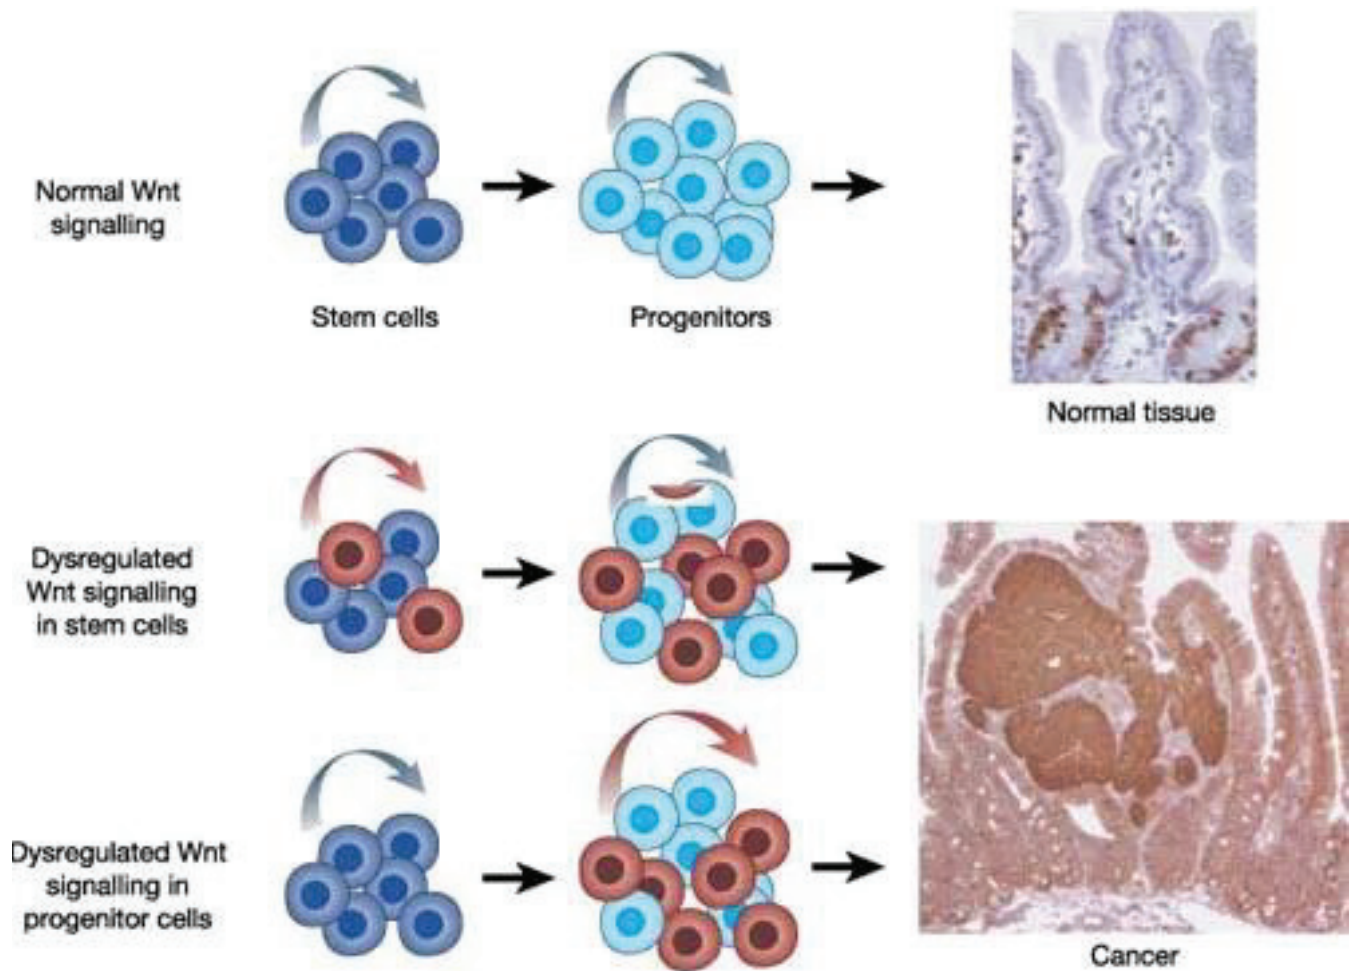 Normal Wnt
signalling
Stem cells
Progenitors
Normal tissue
Dysregulated
Wnt signalling
in stem cells
Dysregulated Wnt
signalling in
progenitor cells
Cancer